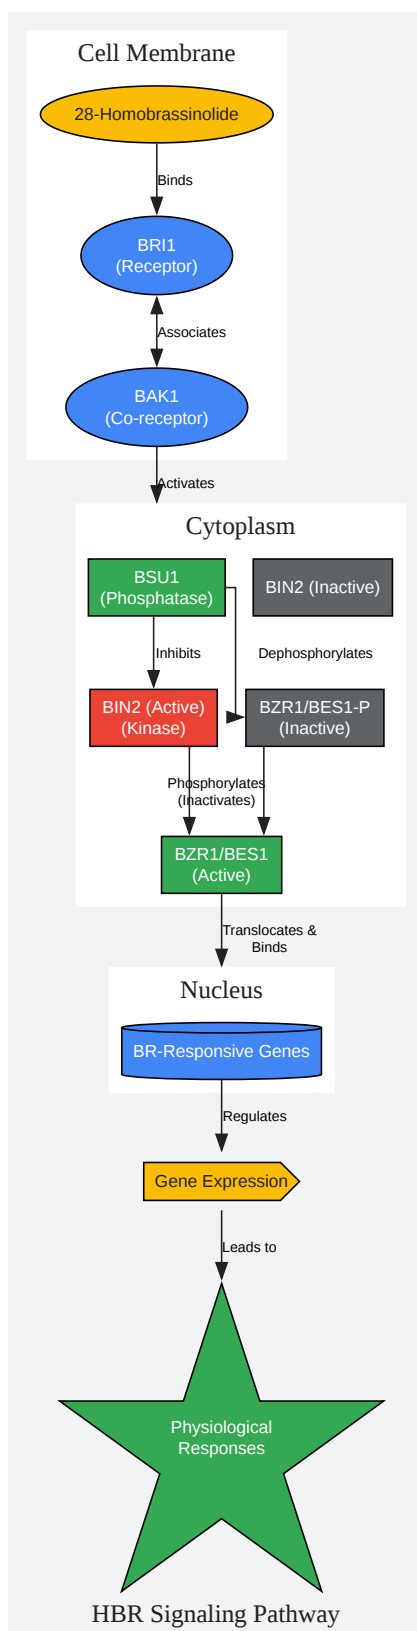 Cell Membrane
28-Homobrassinolide
Binds
BRI1
(Receptor)
Associates
BAK1
(Co-receptor)
Activates
Cytoplasm
BSU1
(Phosphatase)
BIN2 (Inactive)
Inhibits
Dephosphorylates
BIN2 (Active)
(Kinase)
BZR1/BES1-P
(Inactive)
Phosphorylates
(Inactivates)
BZR1/BES1
(Active)
Translocates &
Binds
Nucleus
BR-Responsive Genes
Regulates
Gene Expression
Leads to
Physiological
Responses
HBR Signaling Pathway